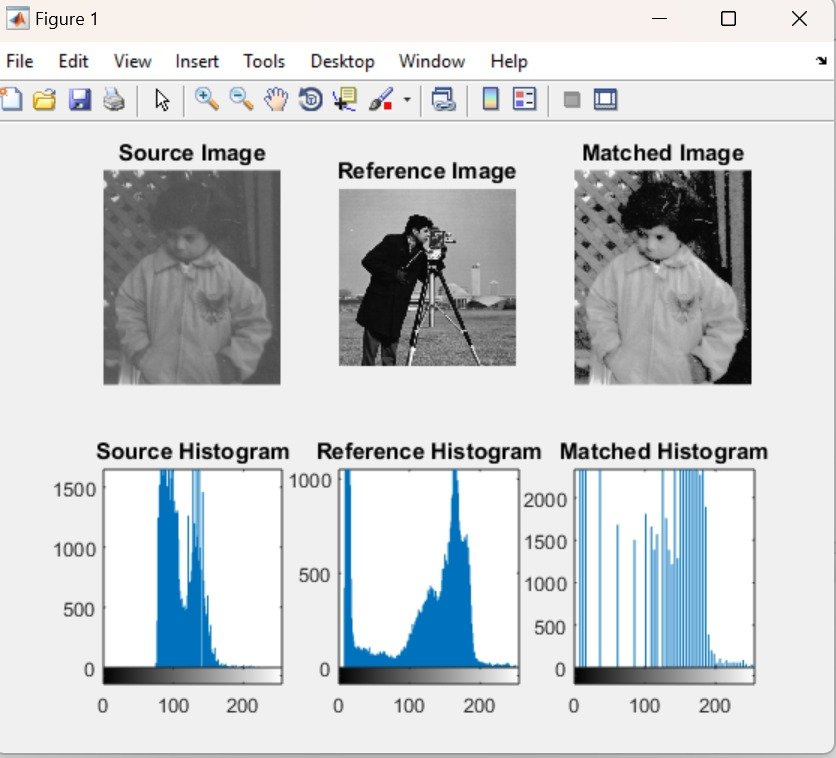 Figure 1
File Edit View Insert Tools Desktop Window Help
Source Image
Reference Image
Matched Image
Source Histogram
Reference Histogram
Matched Histogram
1500
1000
500
0
0 100 200
1000
500
0
0 100 200
2000
1500
1000
500
0
0 100 200